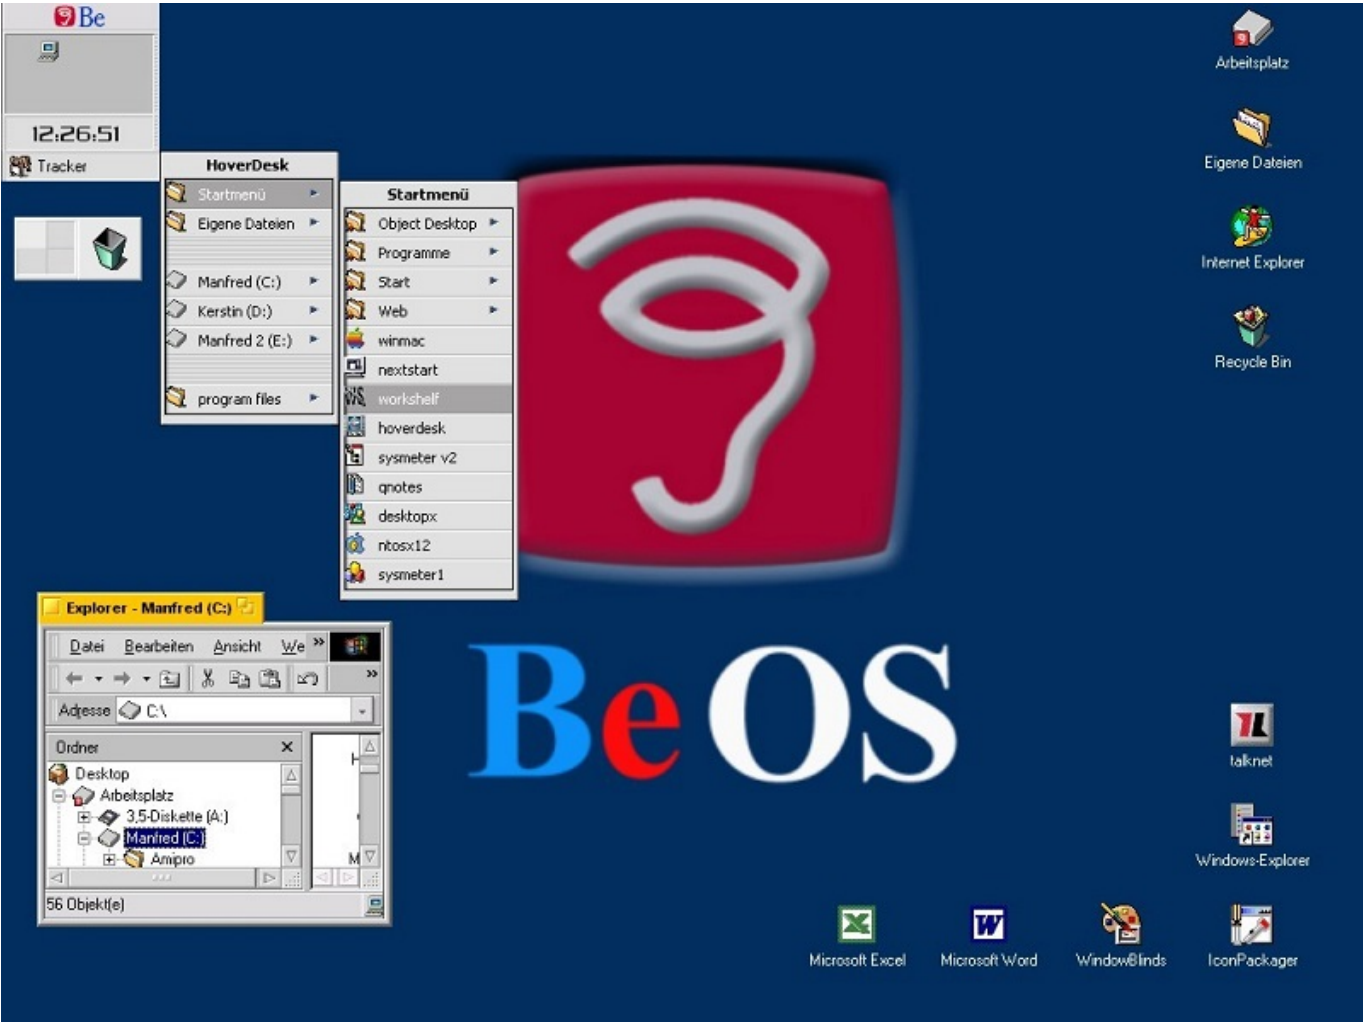 Be
12:26:51
Tracker
HoverDesk
Startmenü
Eigene Dateien
Manfred (C:)
Kerstin (D:)
Manfred 2 (E:)
program files
Startmenü
Object Desktop
Programme
Start
Web
winmac
nextstart
workshelf
hoverdesk
sysmeter v2
qnotes
desktopx
ntosx12
sysmeter1
Arbeitsplatz
Eigene Dateien
Internet Explorer
Recycle Bin
Be OS
Explorer - Manfred (C:)
Datei Bearbeiten Ansicht We »
»
Adresse C:\
Ordner
Desktop
Arbeitsplatz
3,5-Diskette (A:)
Manfred (C:)
Amipro
H
M
56 Objekt(e)
talknet
Windows-Explorer
Microsoft Excel
Microsoft Word
WindowBlinds
IconPackager